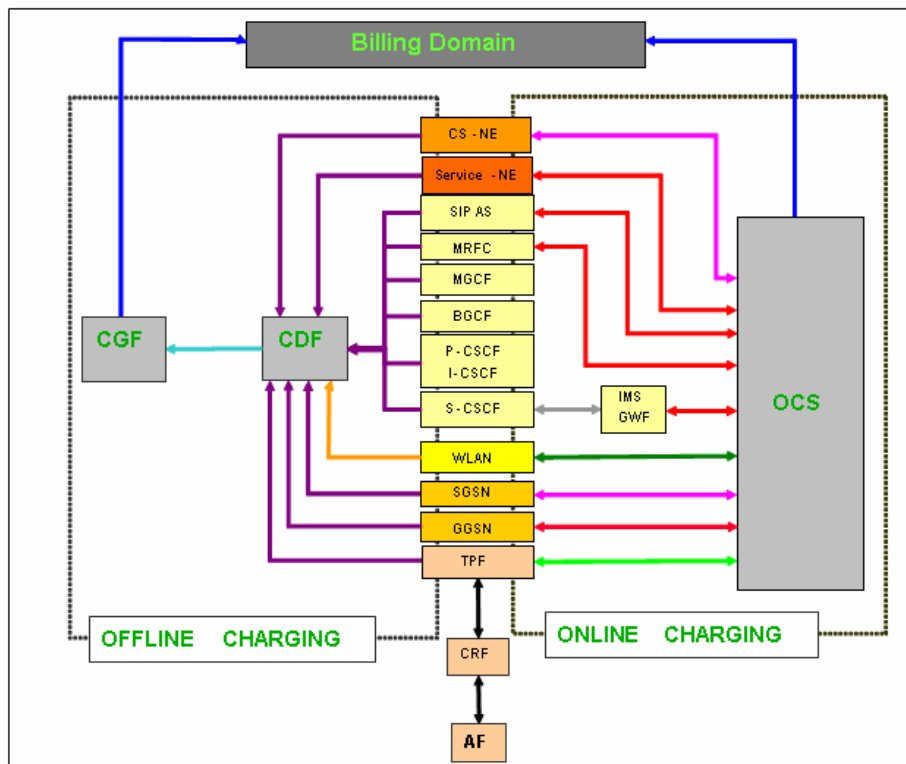 Billing Domain
CS - NE
Service - NE
SIP AS
MRFC
MGCF
BGCF
P - CSCF
I - CSCF
S - CSCF
IMS
GWF
WLAN
SGSN
GGSN
TPF
CGF
CDF
OCS
OFFLINE CHARGING
ONLINE CHARGING
CRF
AF